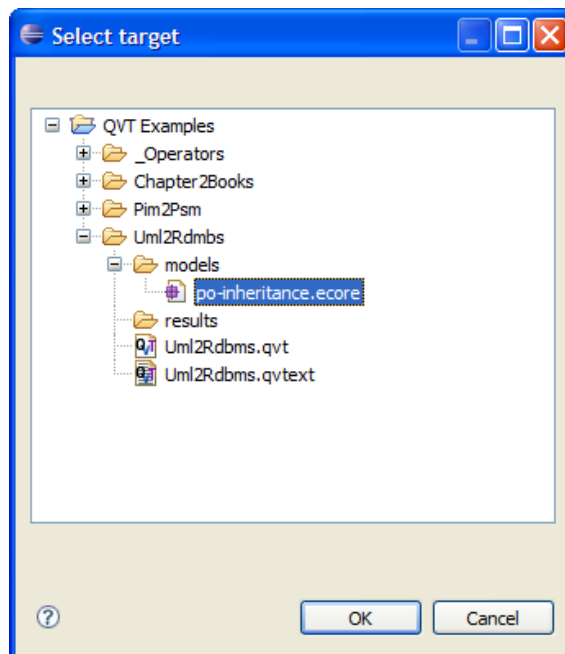 Select target
QVT Examples
_Operators
Chapter2Books
Pim2Psm
Uml2Rdmbs
models
po-inheritance.ecore
results
Uml2Rdbms.qvt
Uml2Rdbms.qvtext
OK
Cancel